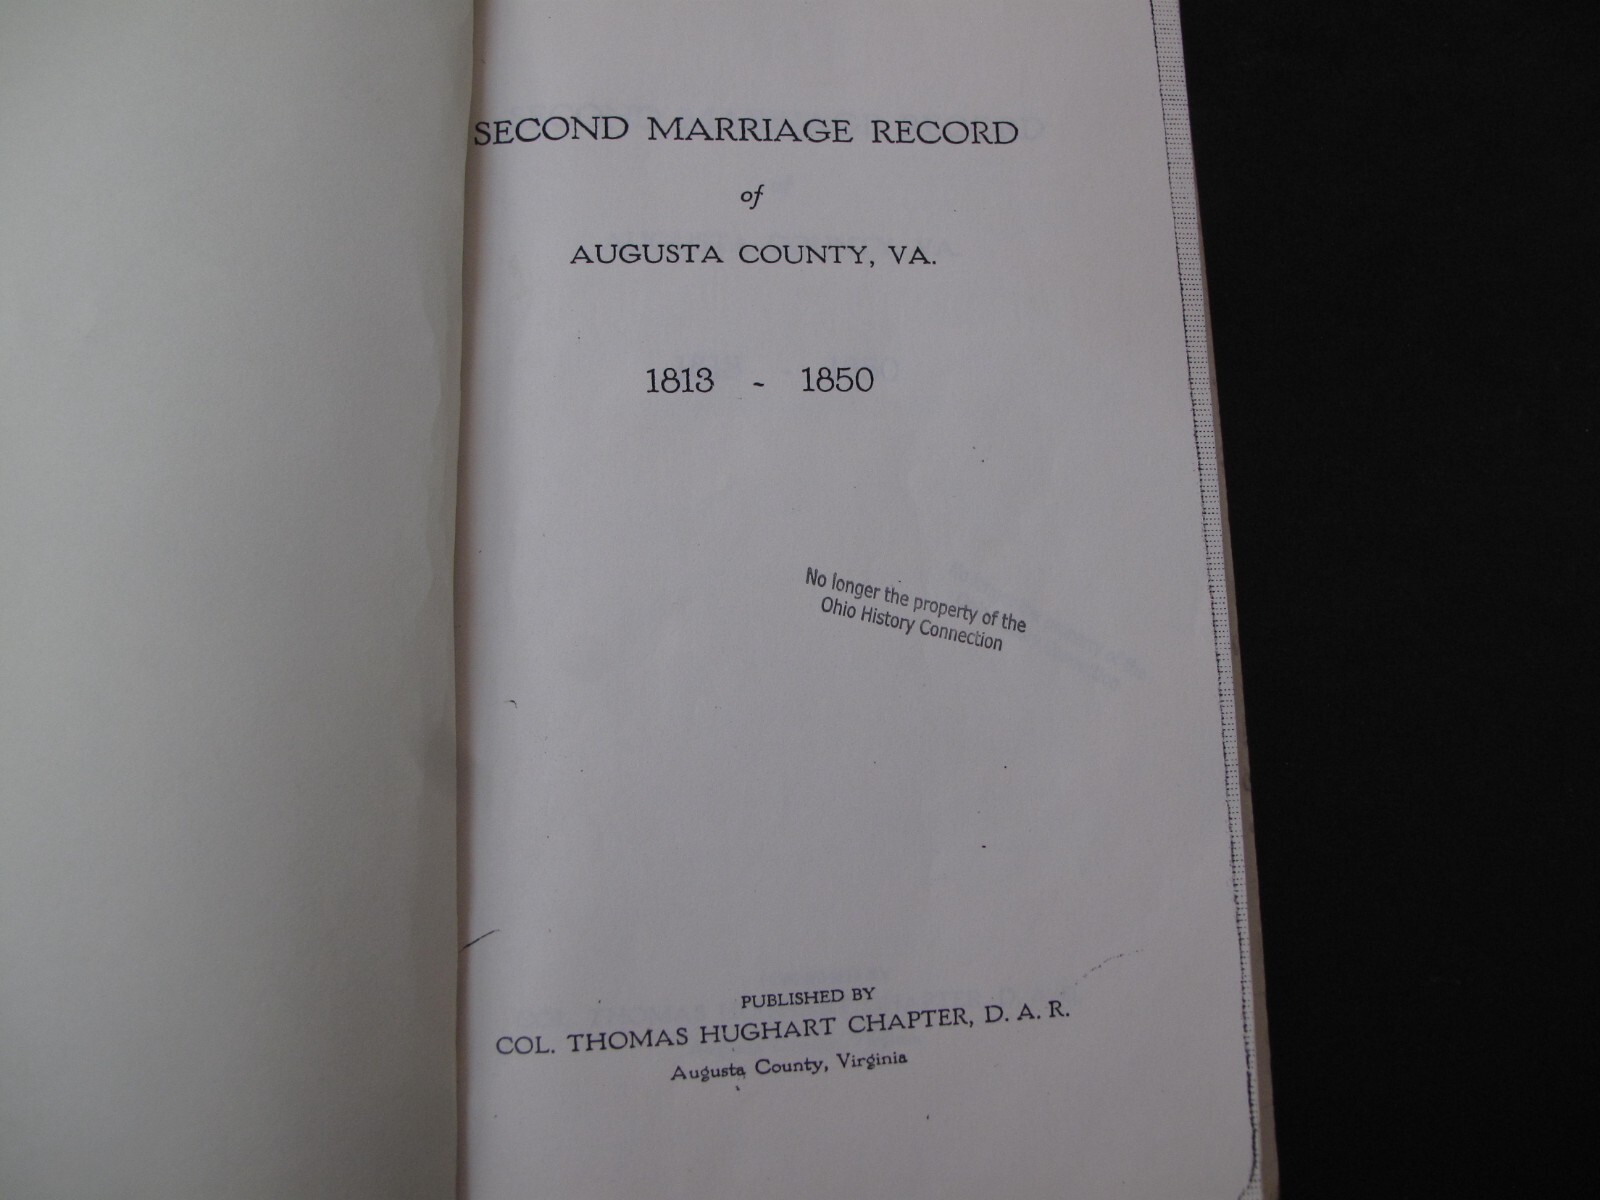 SECOND MARRIAGE RECORD
of
AUGUSTA COUNTY, VA.
1813 - 1850
No longer the property of the
Ohio History Connection
PUBLISHED BY
COL. THOMAS HUGHART CHAPTER, D. A. R.
Augusta County, Virginia